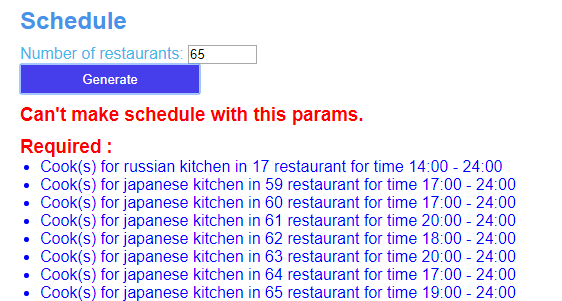 Schedule
Number of restaurants: 65
Generate
Can't make schedule with this params.
Required :
Cook(s) for russian kitchen in 17 restaurant for time 14:00 - 24:00
Cook(s) for japanese kitchen in 59 restaurant for time 17:00 - 24:00
Cook(s) for japanese kitchen in 60 restaurant for time 17:00 - 24:00
Cook(s) for japanese kitchen in 61 restaurant for time 20:00 - 24:00
Cook(s) for japanese kitchen in 62 restaurant for time 18:00 - 24:00
Cook(s) for japanese kitchen in 63 restaurant for time 20:00 - 24:00
Cook(s) for japanese kitchen in 64 restaurant for time 17:00 - 24:00
Cook(s) for japanese kitchen in 65 restaurant for time 19:00 - 24:00